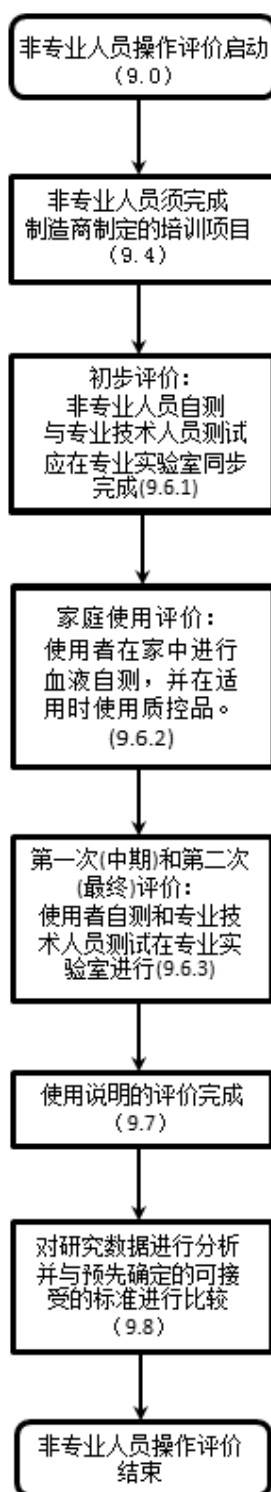 非专业人员操作评价启动
（9.0）
非专业人员须完成
制造商制定的培训项目
（9.4）
初步评价：
非专业人员自测
与专业技术人员测试
应在专业实验室同步
完成(9.6.1)
家庭使用评价：
使用者在家中进行
血液自测，并在适
用时使用质控品。
(9.6.2)
第一次(中期)和第二次
(最终)评价：
使用者自测和专业技
术人员测试在专业实
验室进行(9.6.3)
使用说明的评价完成
（9.7）
对研究数据进行分析
并与预先确定的可接
受的标准进行比较
（9.8）
非专业人员操作评价
结束